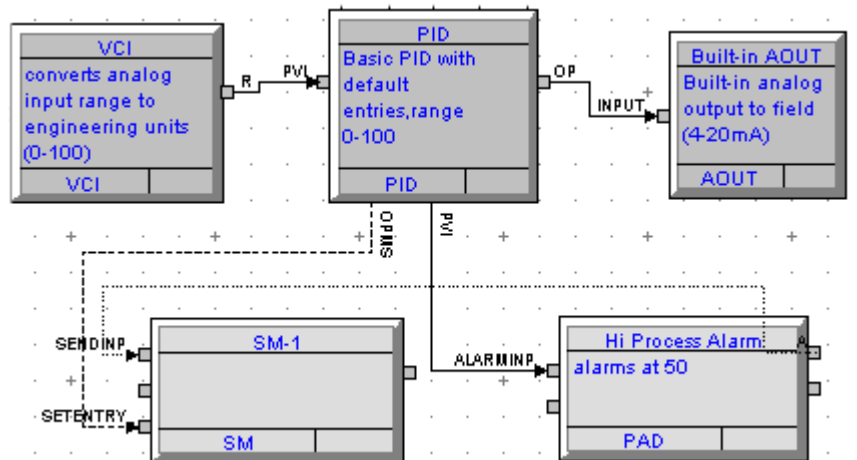 VCI
converts analog
input range to
engineering units
(0-100)
VCI
R
PVI
PID
Basic PID with
default
entries,range
0-100
PID
OP
INPUT
Built-in AOUT
Built-in analog
output to field
(4-20mA)
AOUT
OPMS
PVI
SENDINP
SETENTRY
SM-1
SM
ALARMINP
Hi Process Alarm
A
alarms at 50
PAD